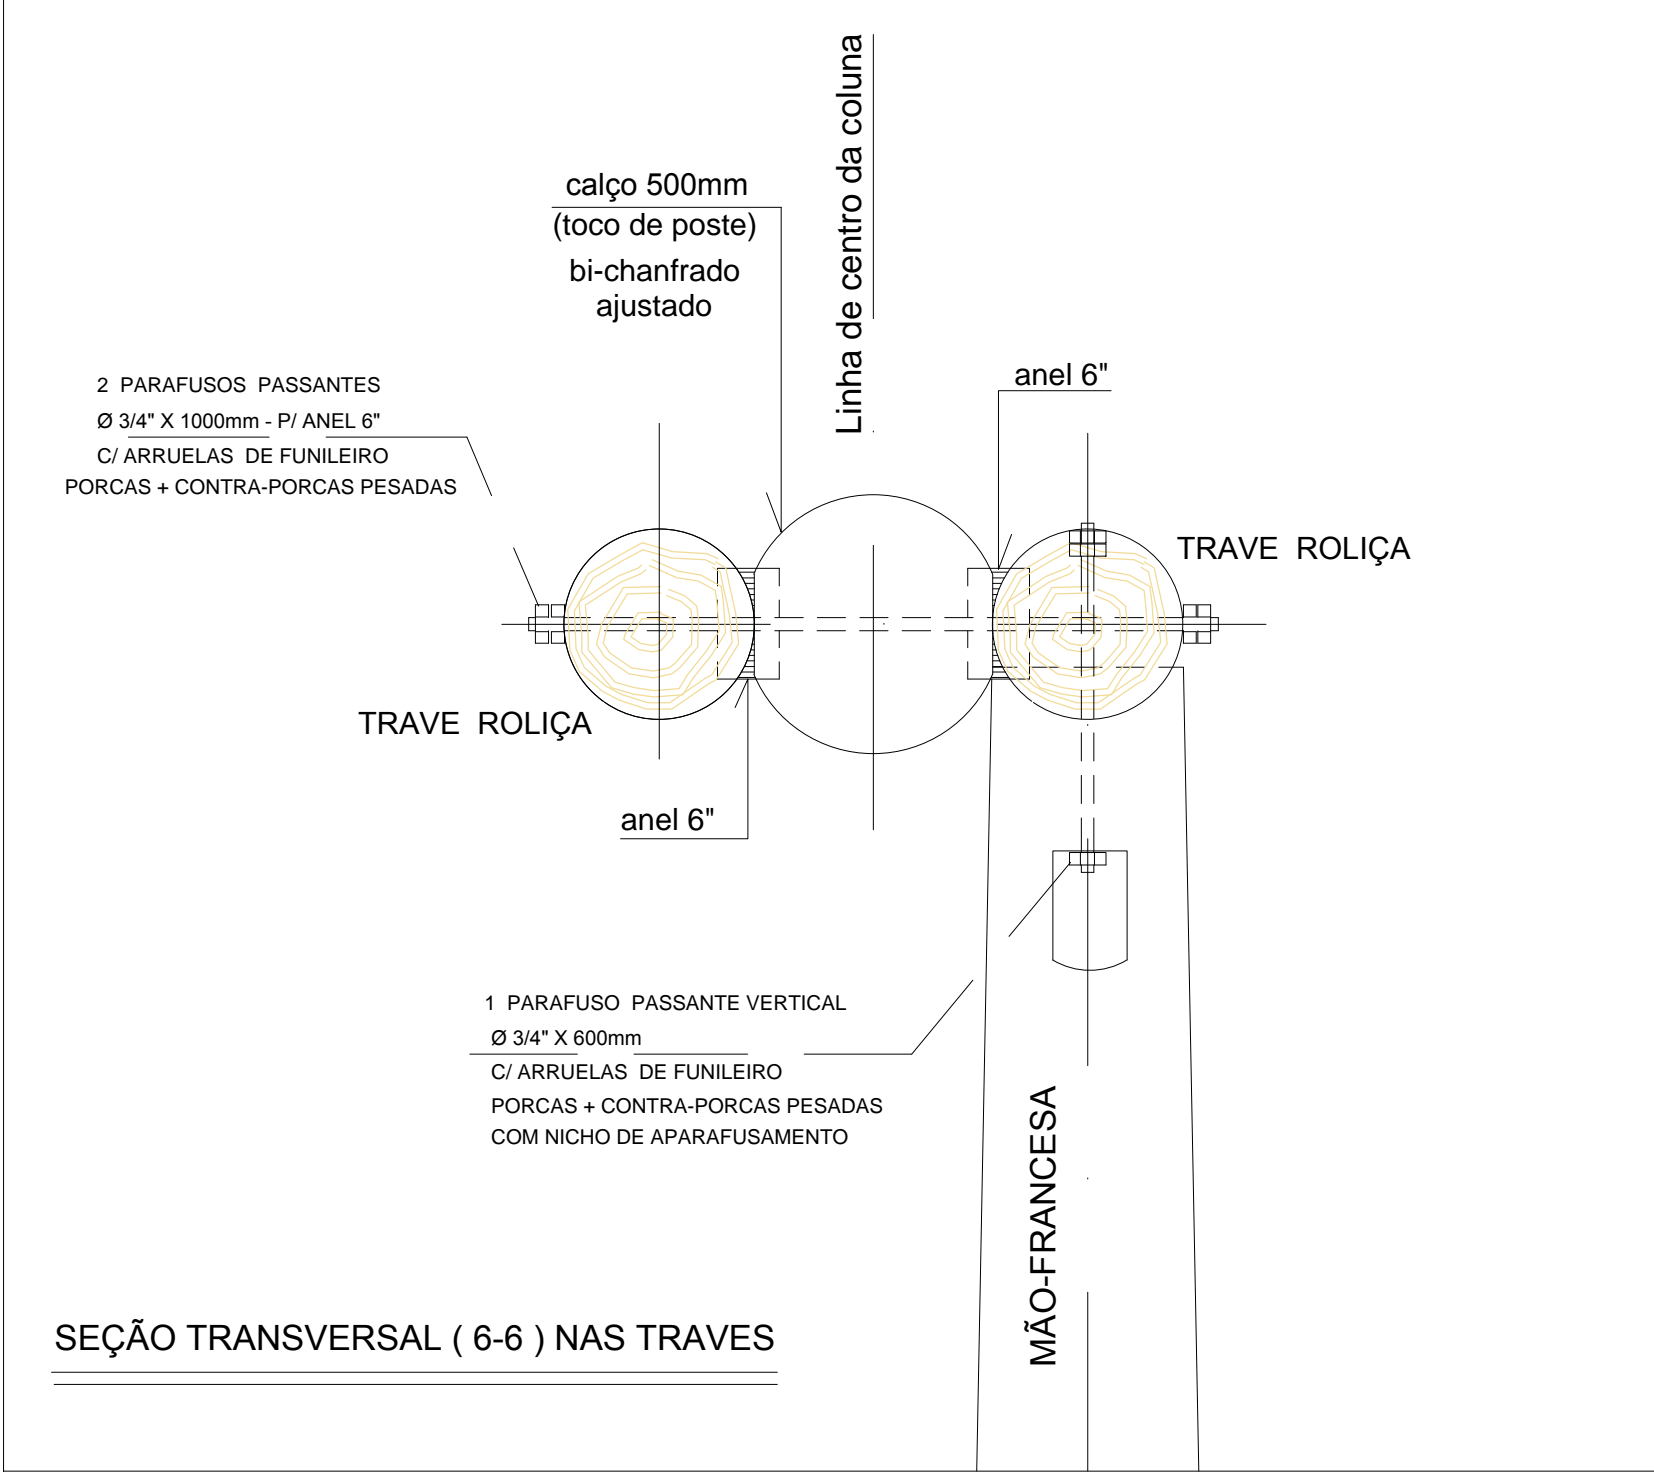 Linha de centro da coluna
calço 500mm
(toco de poste)
bi-chanfrado
ajustado
anel 6"
2 PARAFUSOS PASSANTES
Ø 3/4" X 1000mm - P/ ANEL 6"
C/ ARRUELAS DE FUNILEIRO
PORCAS + CONTRA-PORCAS PESADAS
TRAVE ROLIÇA
TRAVE ROLIÇA
anel 6"
1 PARAFUSO PASSANTE VERTICAL
Ø 3/4" X 600mm
C/ ARRUELAS DE FUNILEIRO
PORCAS + CONTRA-PORCAS PESADAS
COM NICHO DE APARAFUSAMENTO
MÃO-FRANCESA
SEÇÃO TRANSVERSAL ( 6-6 ) NAS TRAVES